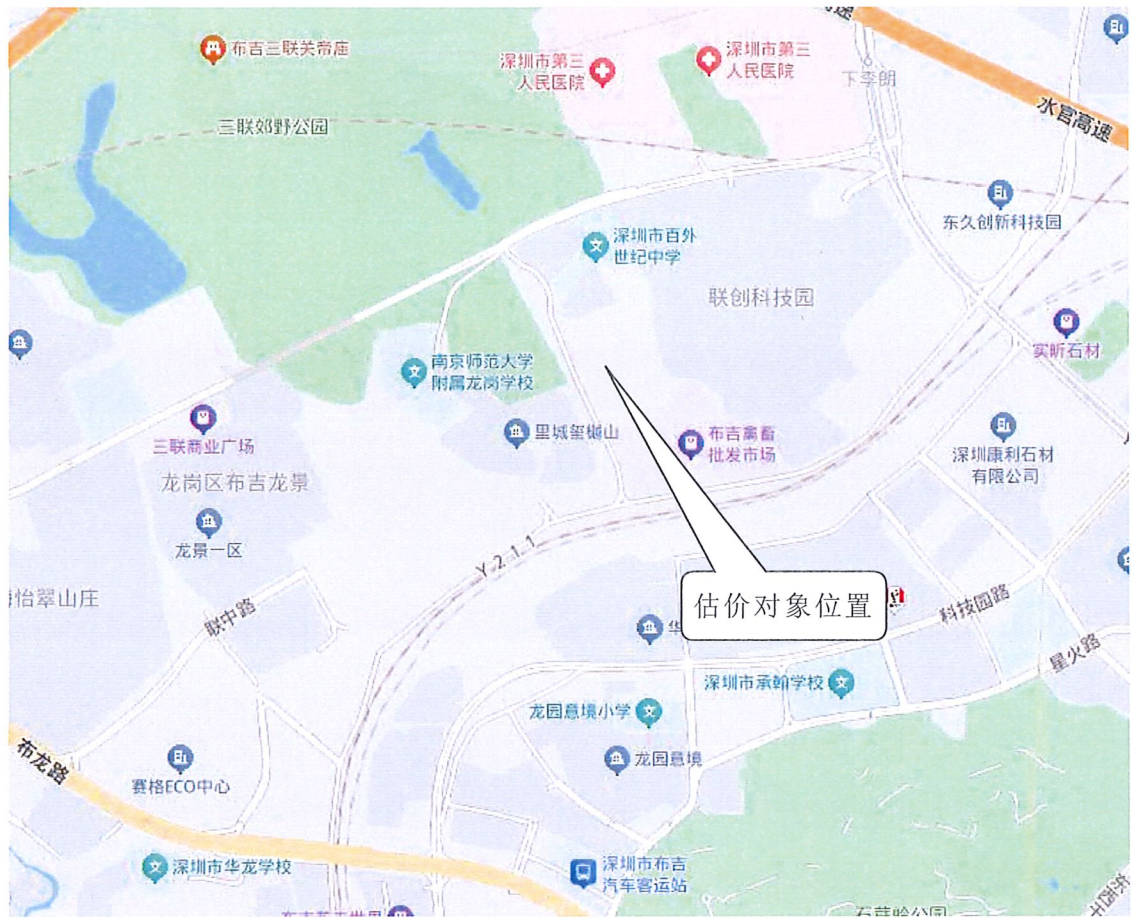 布吉三联关帝庙
深圳市第三
人民医院
深圳市第三
人民医院
下李朗
水官高速
三联郊野公园
东久创新科技园
深圳市百外
世纪中学
联创科技园
实昕石材
南京师范大学
附属龙岗学校
三联商业广场
里城玺樾山
布吉禽畜
批发市场
深圳康利石材
有限公司
龙岗区布吉龙景
龙景一区
Y211
怡翠山庄
估价对象位置
联中路
科技园路
华
星火路
深圳市承翰学校
龙园意境小学
布龙路
龙园意境
赛格ECO中心
深圳市华龙学校
深圳市布吉
汽车客运站